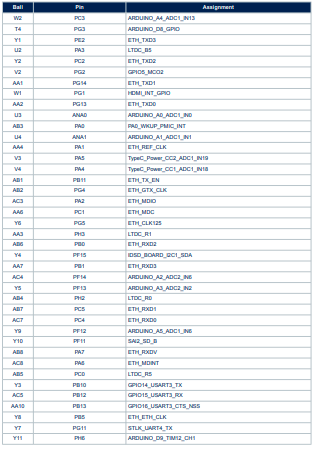 Ball Pin Assignment
W2 PC3 ARDUINO_A4_ADC1_IN13
T4 PG3 ARDUINO_D8_GPIO
Y1 PE2 ETH_TXD3
U2 PA3 LTDC_B5
Y2 PC2 ETH_TXD2
V2 PG2 GPIO5_MCO2
AA1 PG14 ETH_TXD1
W1 PG1 HDMI_INT_GPIO
AA2 PG13 ETH_TXD0
U3 ANA0 ARDUINO_A0_ADC1_IN0
AB3 PA0 PA0_WKUP_PMIC_INT
U4 ANA1 ARDUINO_A1_ADC1_IN1
AA4 PA1 ETH_REF_CLK
V3 PA5 TypeC_Power_CC2_ADC1_IN19
V4 PA4 TypeC_Power_CC1_ADC1_IN18
AB1 PB11 ETH_TX_EN
AB2 PG4 ETH_GTX_CLK
AC3 PA2 ETH_MDIO
AA6 PC1 ETH_MDC
Y6 PG5 ETH_CLK125
AA3 PH3 LTDC_R1
AB6 PB0 ETH_RXD2
Y4 PF15 IDSD_BOARD_I2C1_SDA
AA7 PB1 ETH_RXD3
AC4 PF14 ARDUINO_A2_ADC2_IN6
Y5 PF13 ARDUINO_A3_ADC2_IN2
AB4 PH2 LTDC_R0
AB7 PC5 ETH_RXD1
AC7 PC4 ETH_RXD0
Y9 PF12 ARDUINO_A5_ADC1_IN6
Y10 PF11 SAI2_SD_B
AB8 PA7 ETH_RXDV
AC8 PA6 ETH_MDINT
AB5 PC0 LTDC_R5
Y3 PB10 GPIO14_USART3_TX
AC5 PB12 GPIO15_USART3_RX
AA10 PB13 GPIO16_USART3_CTS_NSS
Y8 PB5 ETH_ETH_CLK
Y7 PG11 STLK_UART4_TX
Y11 PH6 ARDUINO_D9_TIM12_CH1